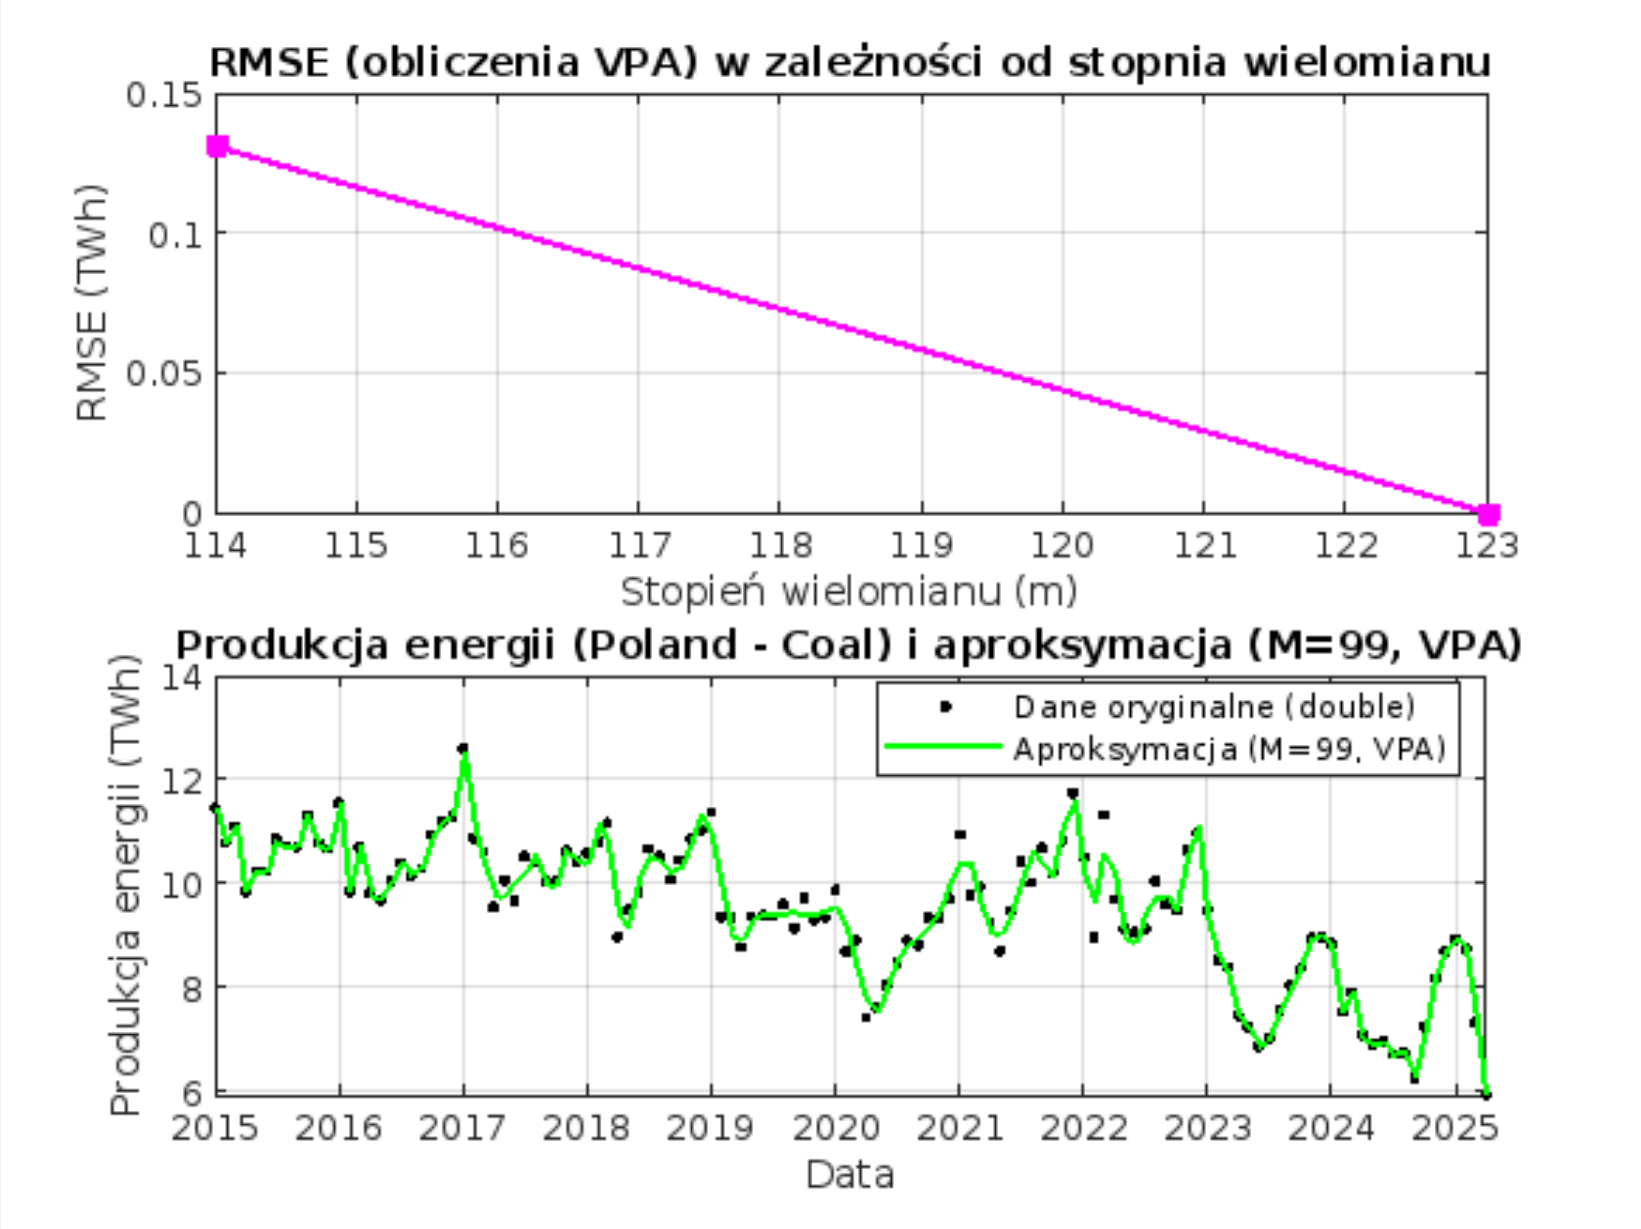 RMSE (obliczenia VPA) w zależności od stopnia wielomianu
0.15
0.1
0.05
0
RMSE (TWh)
114 115 116 117 118 119 120 121 122 123
Stopień wielomianu (m)
Produkcja energii (Poland - Coal) i aproksymacja (M=99, VPA)
14
12
10
8
6
Produkcja energii (TWh)
Dane oryginalne (double)
Aproksymacja (M=99, VPA)
2015 2016 2017 2018 2019 2020 2021 2022 2023 2024 2025
Data